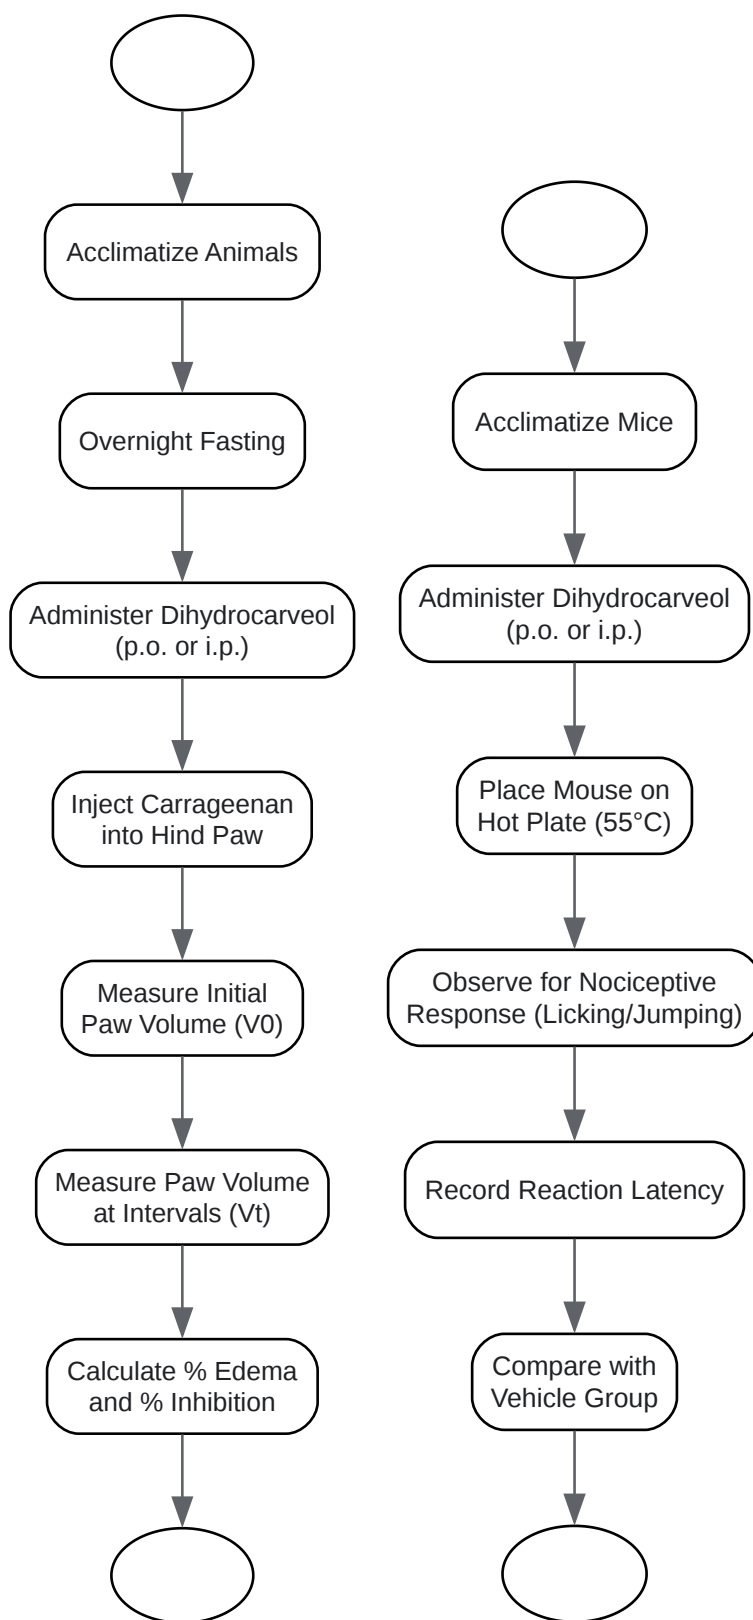 Acclimatize Animals
Overnight Fasting
Administer Dihydrocarveol
(p.o. or i.p.)
Inject Carrageenan
into Hind Paw
Measure Initial
Paw Volume (V0)
Measure Paw Volume
at Intervals (Vt)
Calculate % Edema
and % Inhibition
Acclimatize Mice
Administer Dihydrocarveol
(p.o. or i.p.)
Place Mouse on
Hot Plate (55°C)
Observe for Nociceptive
Response (Licking/Jumping)
Record Reaction Latency
Compare with
Vehicle Group